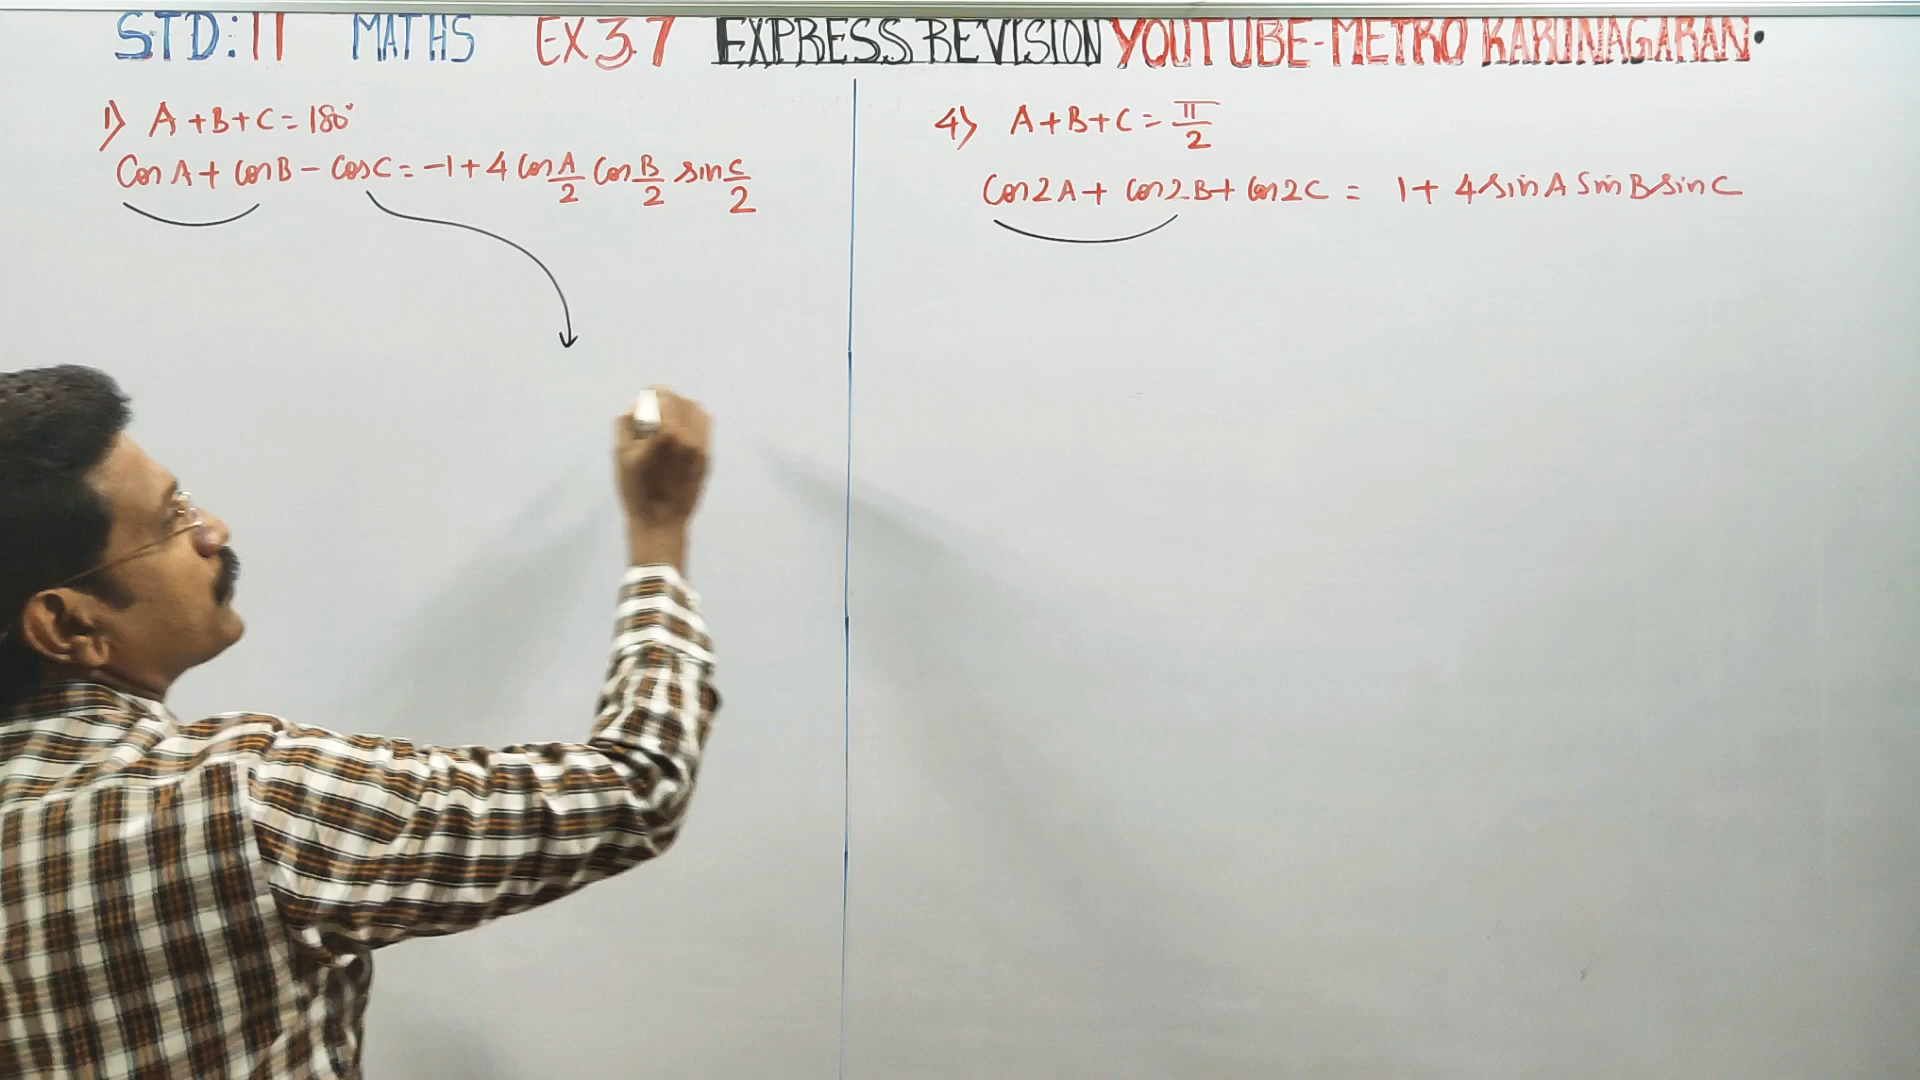 STD:11 MATHS EX 3.7 EXPRESS REVISION YOUTUBE-METRO KARUNAGARAN.
1) A+B+C=180°
Cos A + cos B - cos C = -1+4 cos A/2 cos B/2 sin C/2
4) A+B+C = π/2
Cos 2A + cos 2B + cos 2C = 1+ 4 sin A sin B sin C